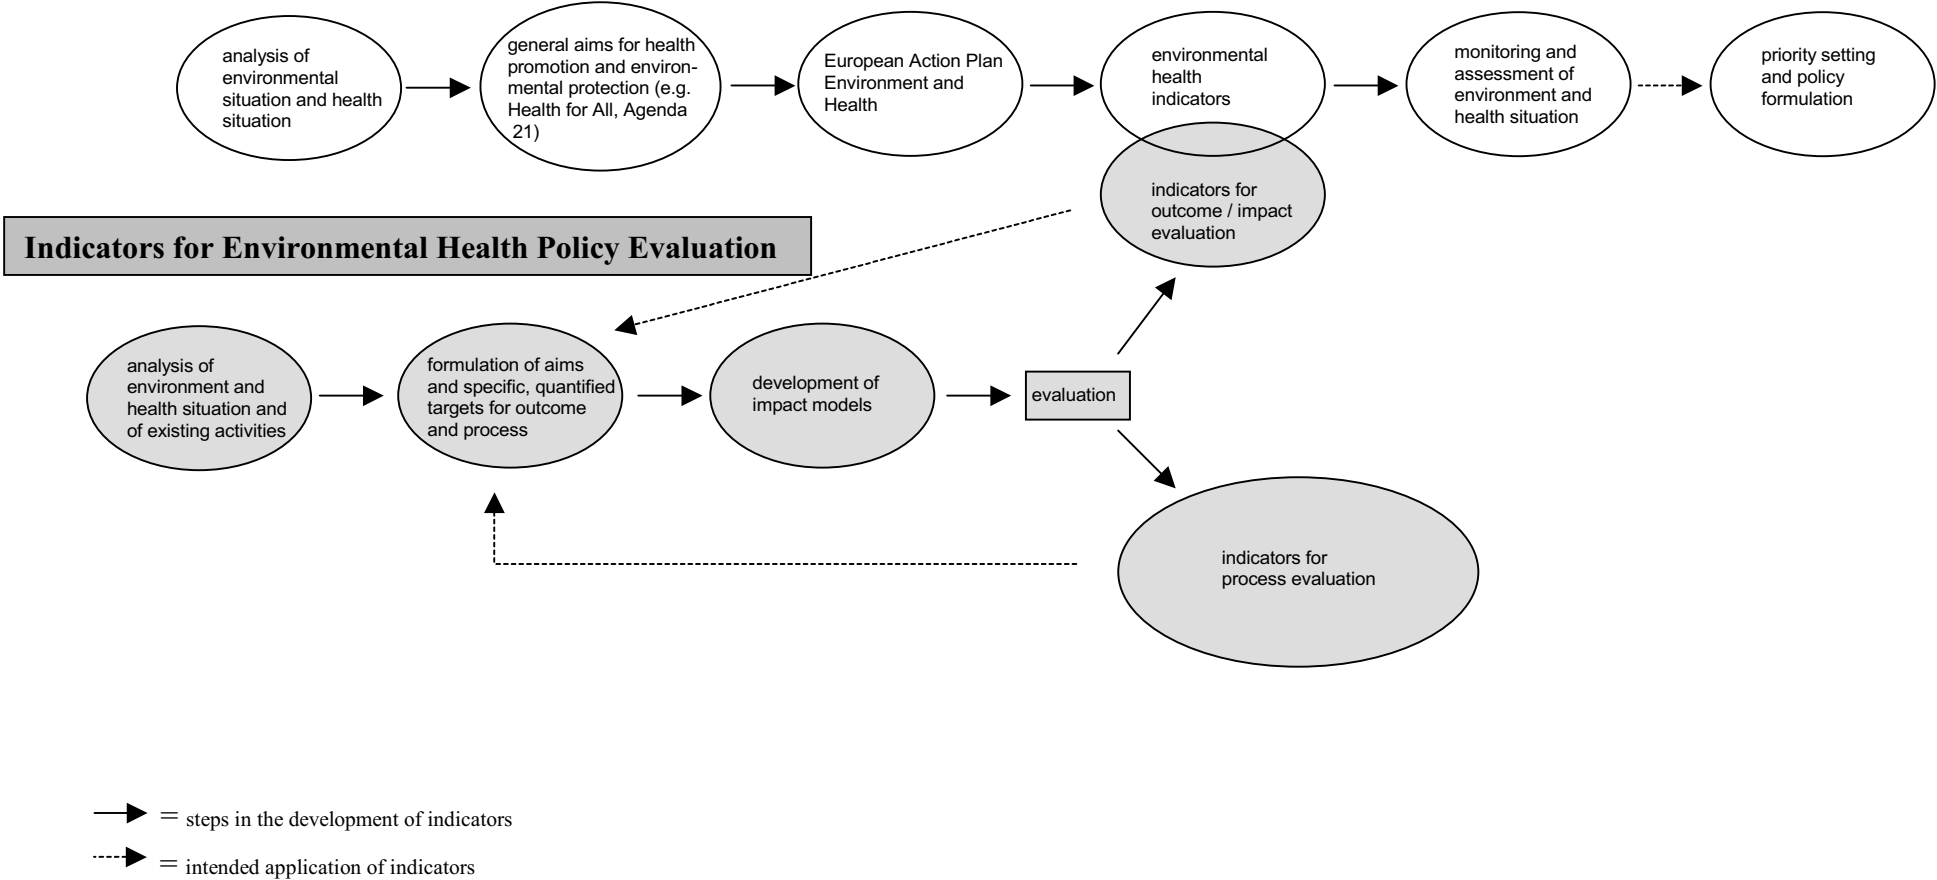 analysis of
environmental
situation and health
situation
general aims for health
promotion and environ-
mental protection (e.g.
Health for All, Agenda
21)
European Action Plan
Environment and
Health
environmental
health
indicators
monitoring and
assessment of
environment and
health situation
priority setting
and policy
formulation
indicators for
outcome / impact
evaluation
Indicators for Environmental Health Policy Evaluation
analysis of
environment and
health situation and
of existing activities
formulation of aims
and specific, quantified
targets for outcome
and process
development of
impact models
evaluation
indicators for
process evaluation
= steps in the development of indicators
= intended application of indicators